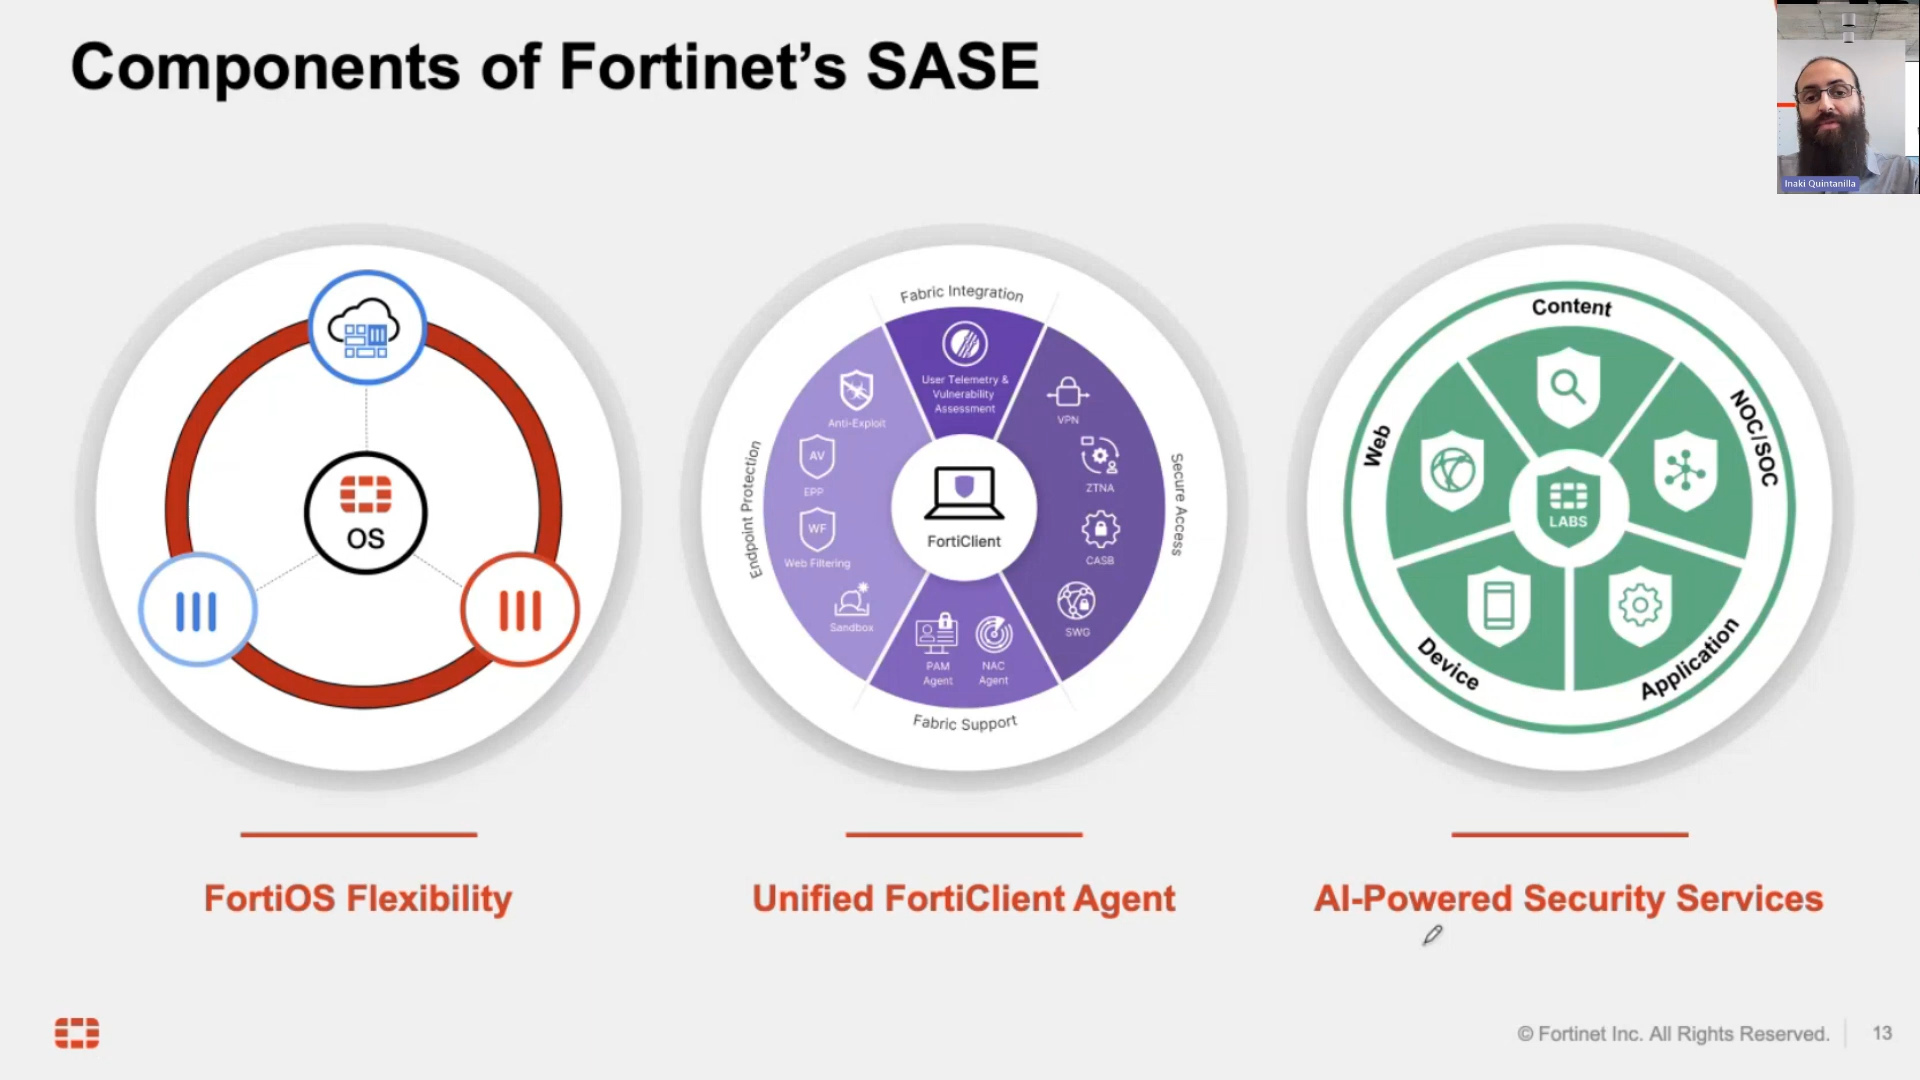 Components of Fortinet's SASE
Inaki Quintanilla
OS
Fabric Integration
User Telemetry &
Vulnerability
Assessment
Endpoint Protection
Anti-Exploit
AV
EPP
WF
Web Filtering
Sandbox
FortiClient
Secure Access
VPN
ZTNA
CASB
SWG
PAM
Agent
NAC
Agent
Fabric Support
Content
Web
NOC/SOC
LABS
Device
Application
FortiOS Flexibility
Unified FortiClient Agent
AI-Powered Security Services
© Fortinet Inc. All Rights Reserved.
13